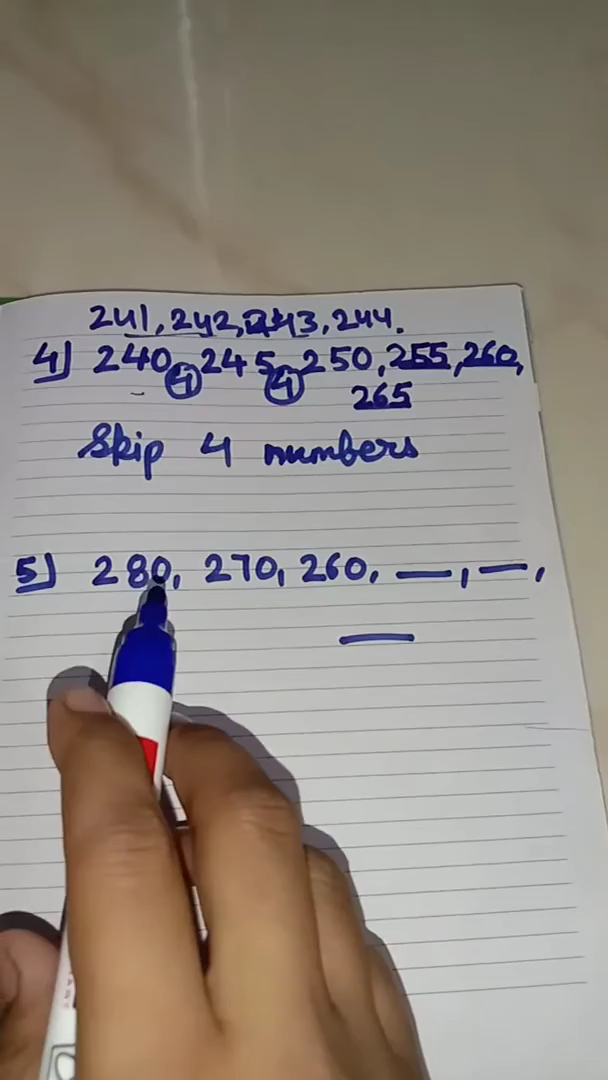 241, 242, 243, 244.
4) 240 4 245 4 250, 255, 260,
265
Skip 4 numbers
5) 280, 270, 260, __, __,
__